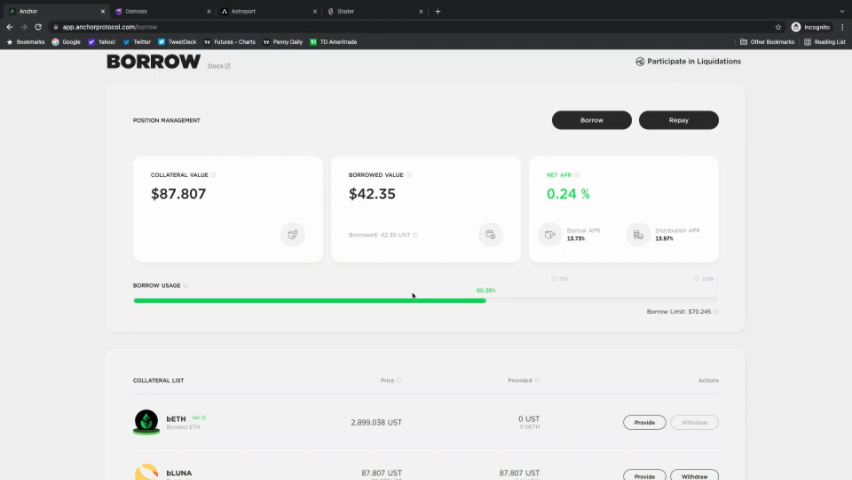 Anchor
Osmosis
Astroport
Stader
app.anchorprotocol.com/borrow
Incognito
Bookmarks Google Yahoo! Twitter TweetDeck Futures - Charts Penny Daily TD Ameritrade Other Bookmarks Reading List
BORROW Docs
Participate in Liquidations
POSITION MANAGEMENT
Borrow
Repay
COLLATERAL VALUE
$87.807
BORROWED VALUE
$42.35
Borrowed: 42.35 UST
NET APR
0.24 %
Borrow APR
13.73%
Distribution APR
13.97%
BORROW USAGE
60.28%
Borrow Limit: $70.245
COLLATERAL LIST Price Provided Actions
bETH
Bonded ETH
2,899.038 UST
0 UST
0 bETH
Provide
Withdraw
bLUNA
87.807 UST
87.807 UST
Provide
Withdraw